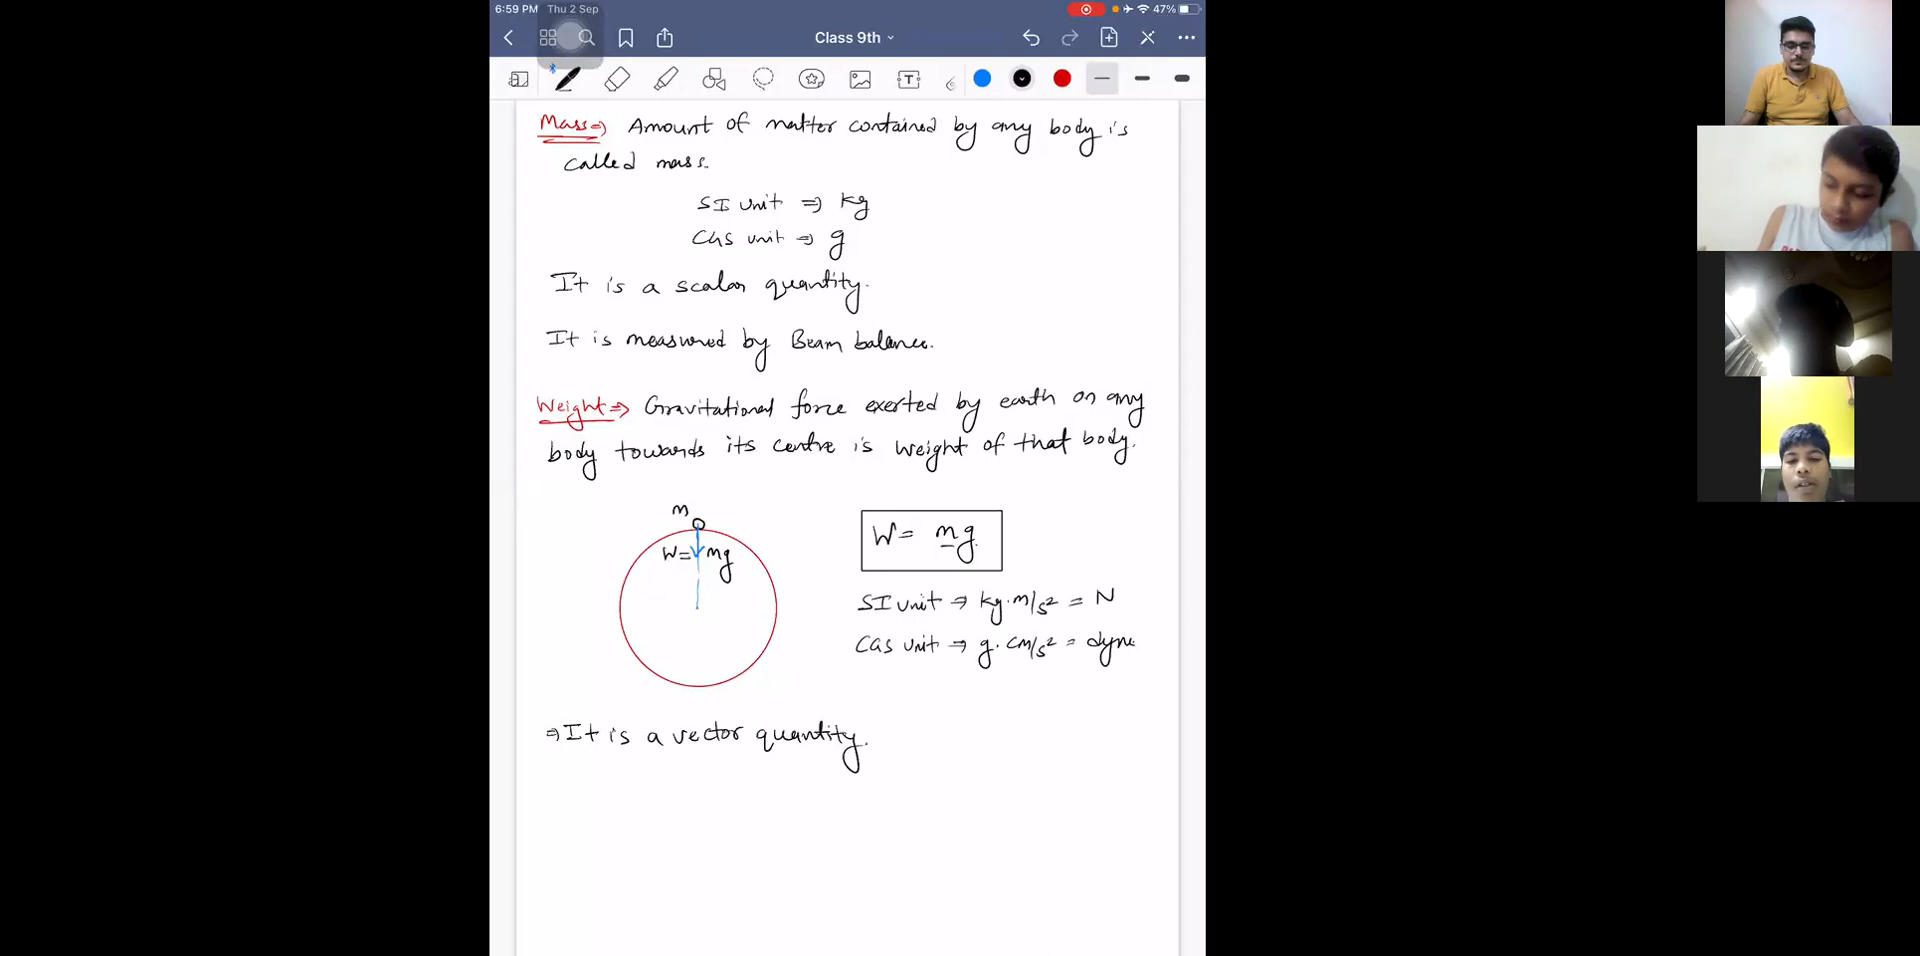 6:59 PM Thu 2 Sep 47%
Class 9th
Mass ⇒ Amount of matter contained by any body is
called mass.
SI unit ⇒ kg
CGS unit ⇒ g
It is a scalar quantity.
It is measured by Beam balance.
Weight ⇒ Gravitational force exerted by earth on any
body towards its centre is weight of that body.
m
W = mg
W = mg
SI unit ⇒ kg·m/s² = N
CGS unit ⇒ g·cm/s² = dyne
⇒ It is a vector quantity.